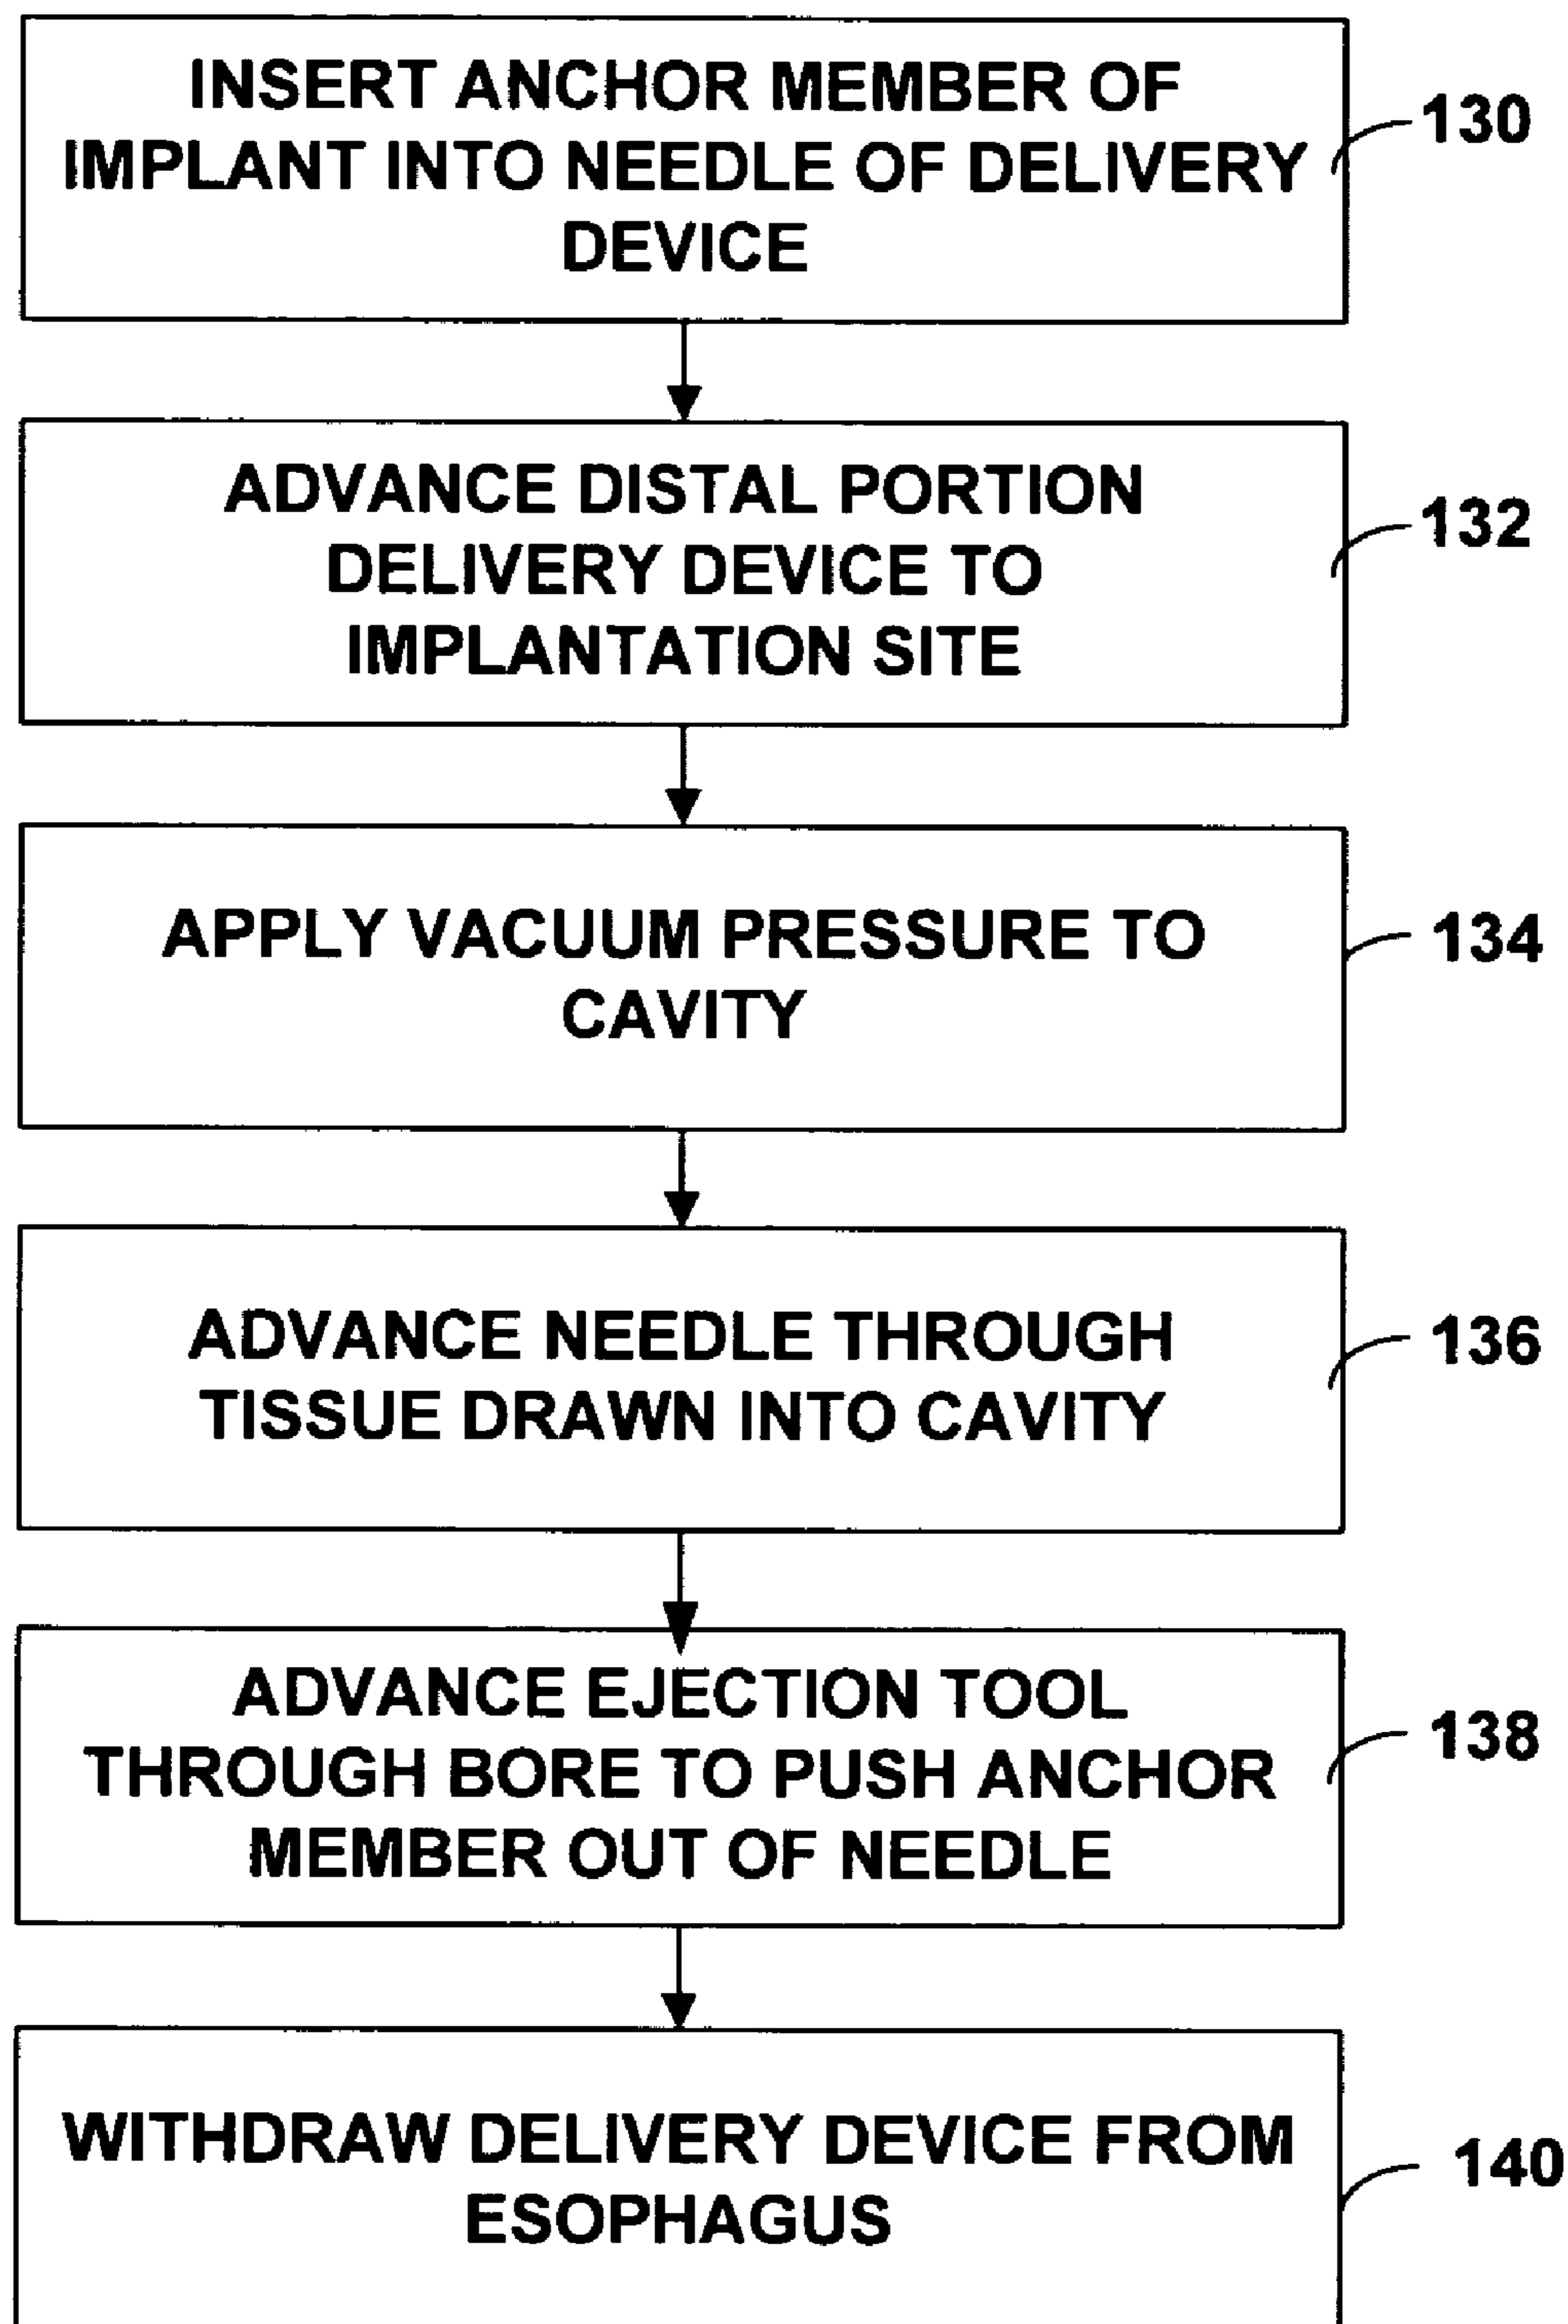 INSERT ANCHOR MEMBER OF
IMPLANT INTO NEEDLE OF DELIVERY
DEVICE
130
ADVANCE DISTAL PORTION
DELIVERY DEVICE TO
IMPLANTATION SITE
132
APPLY VACUUM PRESSURE TO
CAVITY
134
ADVANCE NEEDLE THROUGH
TISSUE DRAWN INTO CAVITY
136
ADVANCE EJECTION TOOL
THROUGH BORE TO PUSH ANCHOR
MEMBER OUT OF NEEDLE
138
WITHDRAW DELIVERY DEVICE FROM
ESOPHAGUS
140